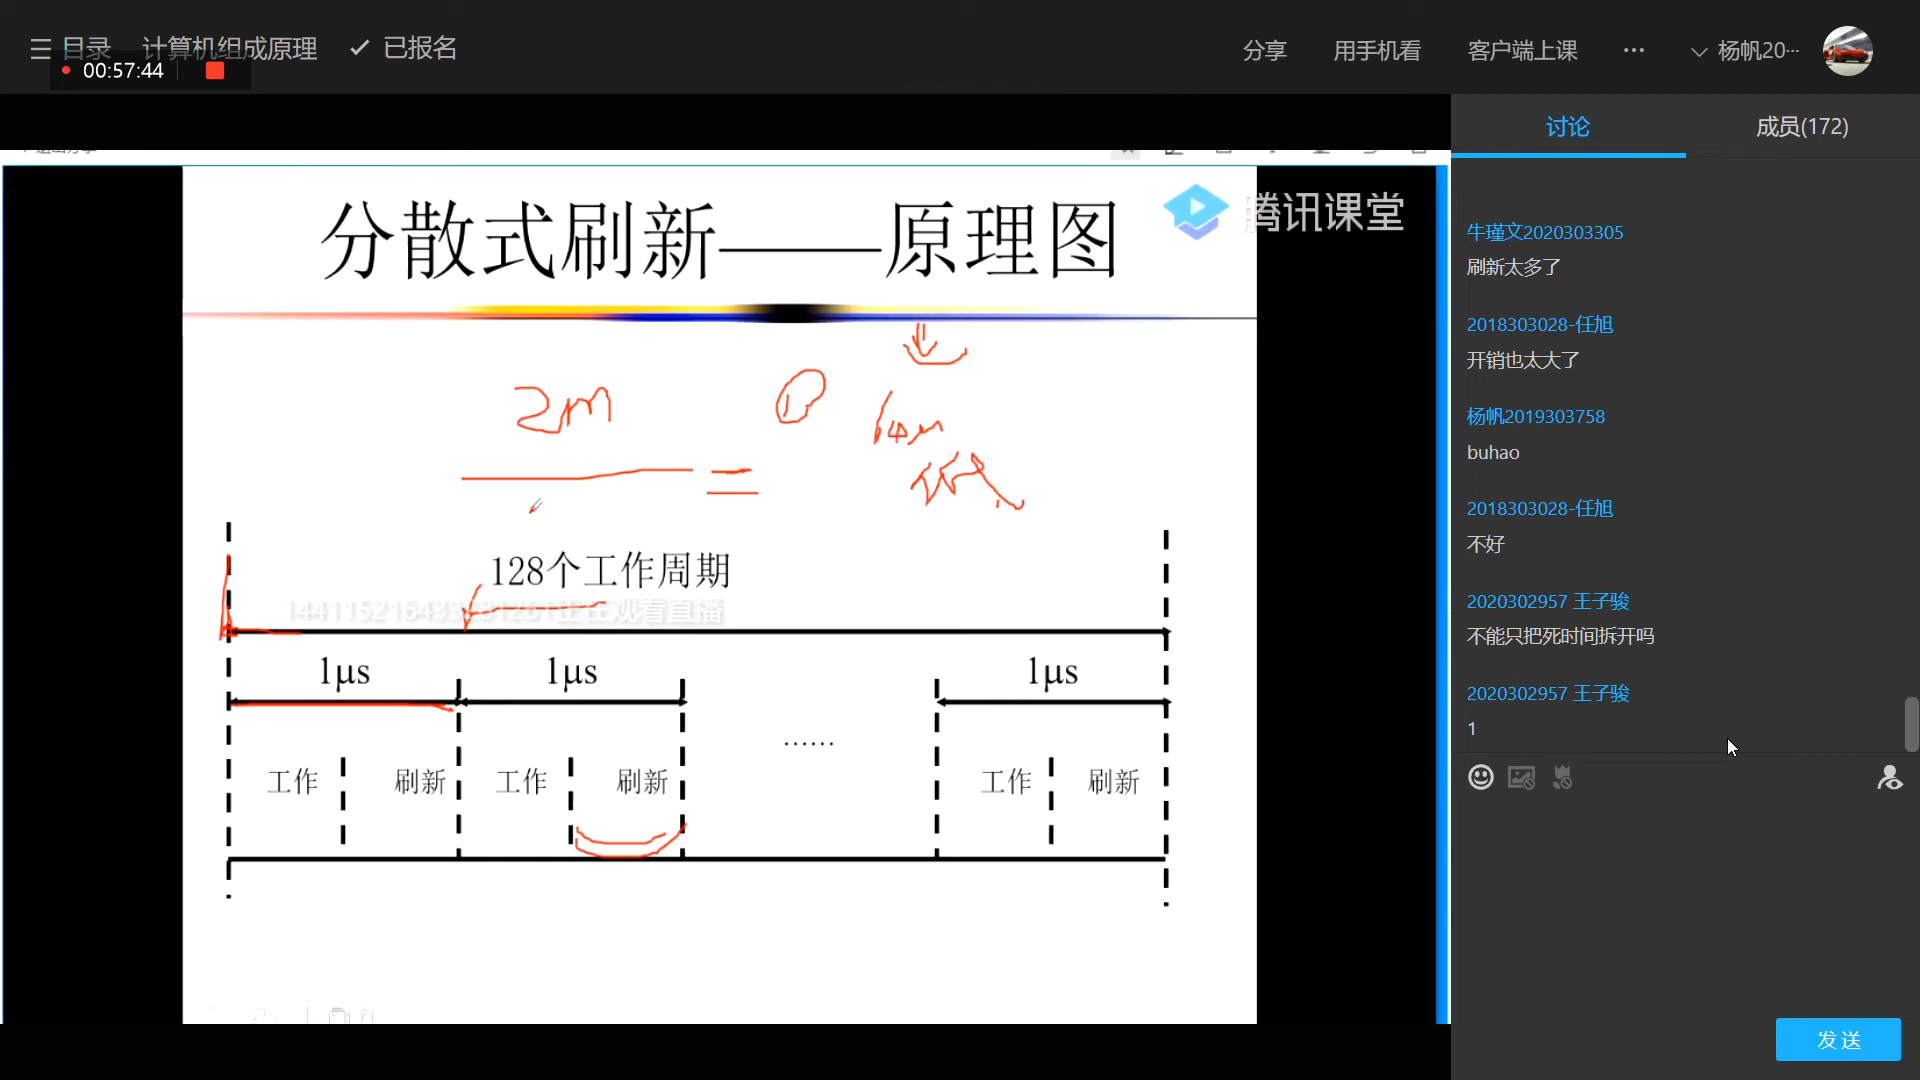 目录 计算机组成原理 已报名
00:57:44
分享 用手机看 客户端上课 ··· 杨帆20···
讨论 成员(172)
分散式刷新——原理图
腾讯课堂
2m
=
128个工作周期
正在观看直播
1μs 1μs 1μs
······
工作 刷新 工作 刷新 工作 刷新
牛瑾文2020303305
刷新太多了
2018303028-任旭
开销也太大了
杨帆2019303758
buhao
2018303028-任旭
不好
2020302957 王子骏
不能只把死时间拆开吗
2020302957 王子骏
1
发送